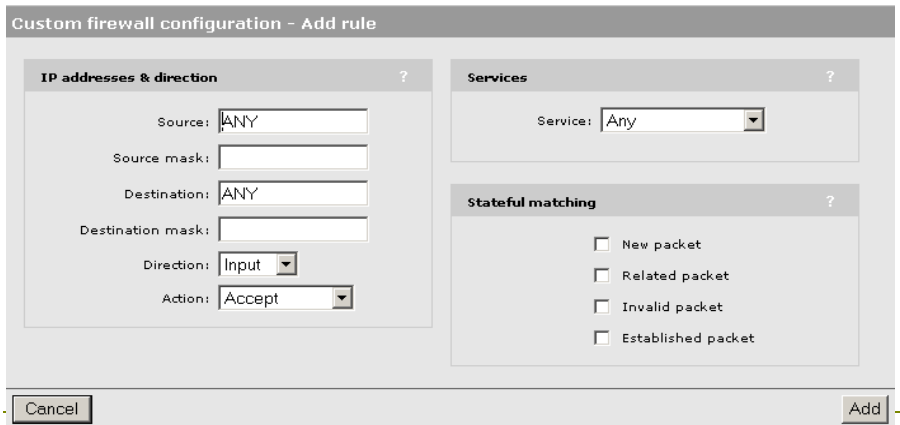 Custom firewall configuration - Add rule
IP addresses & direction ?
Source: ANY
Source mask:
Destination: ANY
Destination mask:
Direction: Input
Action: Accept
Services ?
Service: Any
Stateful matching ?
New packet
Related packet
Invalid packet
Established packet
Cancel
Add